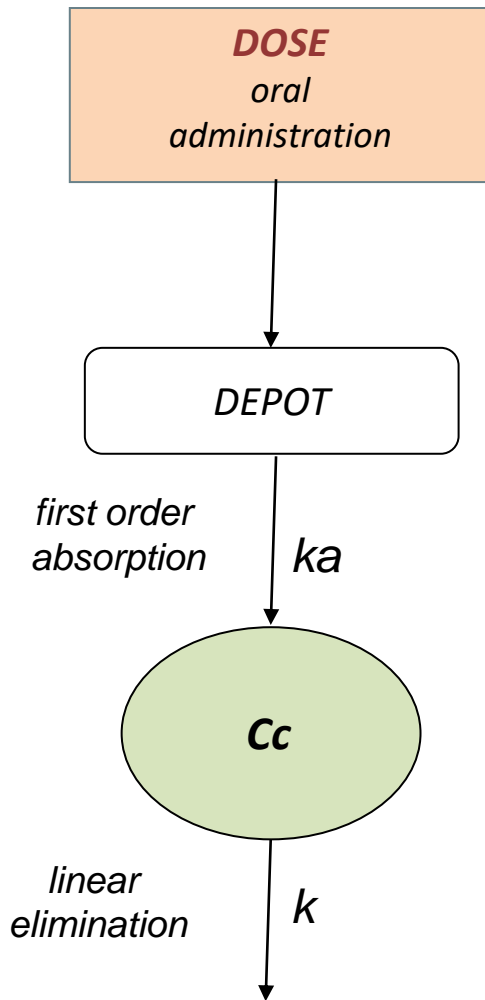 DOSE
oral
administration
DEPOT
first order
absorption
ka
Cc
linear
elimination
k